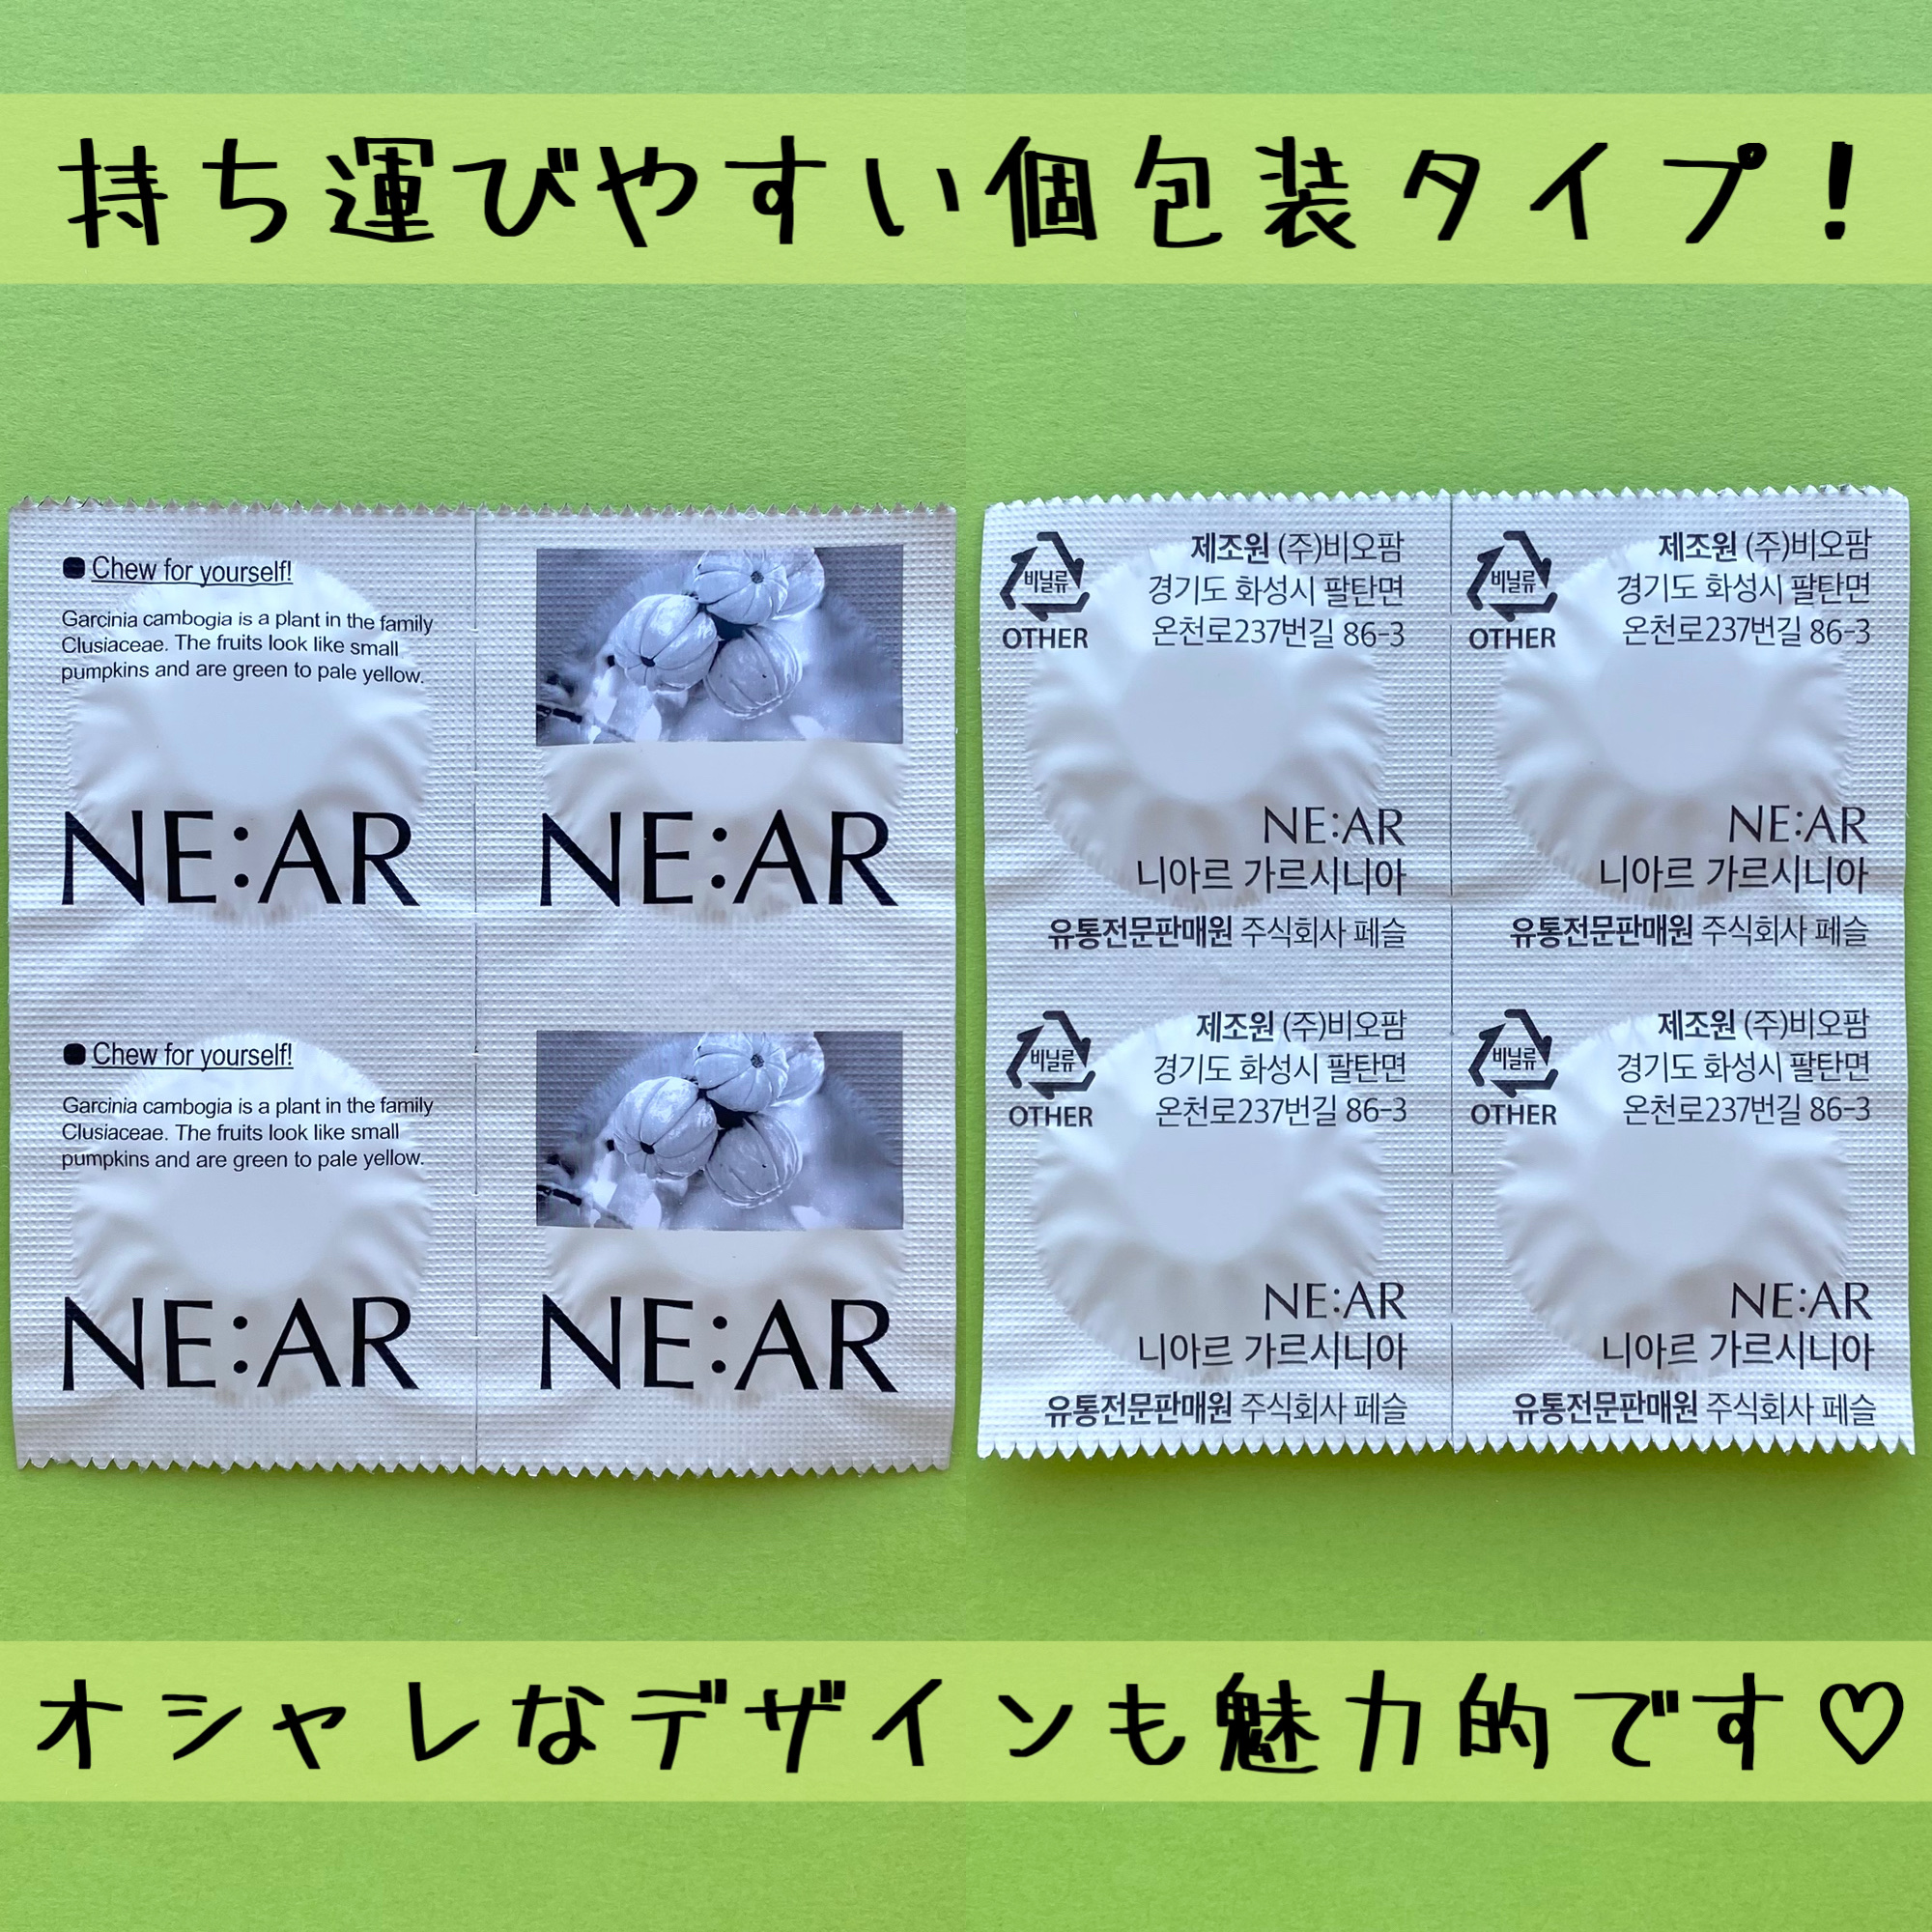 持ち運びやすい個包装タイプ！
Chew for yourself!
Garcinia cambogia is a plant in the family
Clusiaceae. The fruits look like small
pumpkins and are green to pale yellow.
NE:AR
NE:AR
Chew for yourself!
Garcinia cambogia is a plant in the family
Clusiaceae. The fruits look like small
pumpkins and are green to pale yellow.
NE:AR
NE:AR
비닐류
OTHER
제조원 (주)비오팜
경기도 화성시 팔탄면
온천로237번길 86-3
NE:AR
니아르 가르시니아
유통전문판매원 주식회사 페슬
비닐류
OTHER
제조원 (주)비오팜
경기도 화성시 팔탄면
온천로237번길 86-3
NE:AR
니아르 가르시니아
유통전문판매원 주식회사 페슬
비닐류
OTHER
제조원 (주)비오팜
경기도 화성시 팔탄면
온천로237번길 86-3
NE:AR
니아르 가르시니아
유통전문판매원 주식회사 페슬
비닐류
OTHER
제조원 (주)비오팜
경기도 화성시 팔탄면
온천로237번길 86-3
NE:AR
니아르 가르시니아
유통전문판매원 주식회사 페슬
オシャレなデザインも魅力的です♡